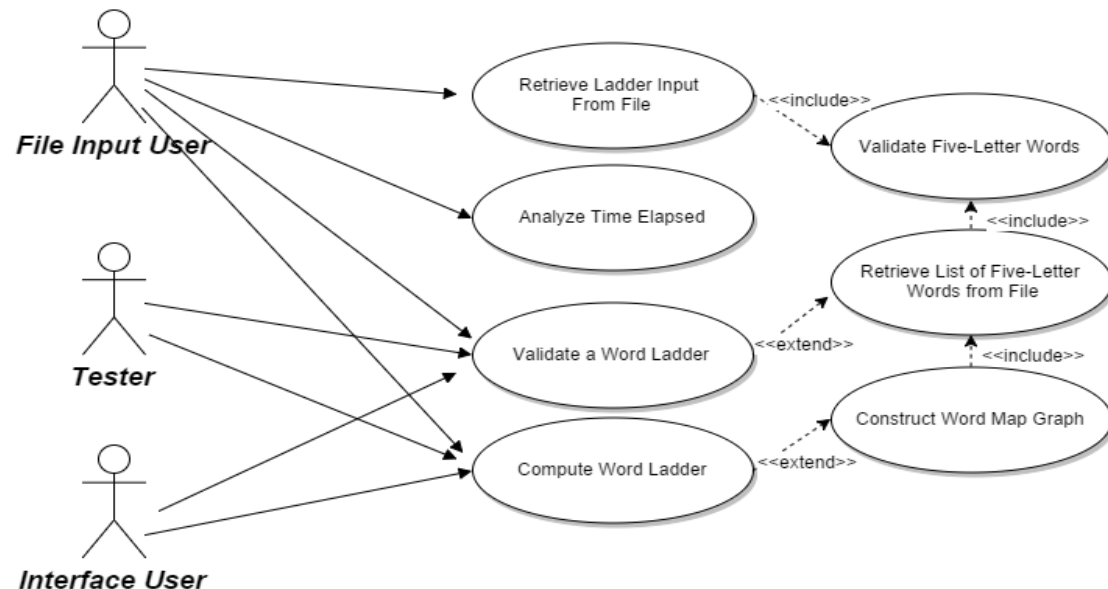 File Input User
Tester
Interface User
Retrieve Ladder Input
From File
Analyze Time Elapsed
Validate a Word Ladder
Compute Word Ladder
<<include>>
Validate Five-Letter Words
<<include>>
Retrieve List of Five-Letter
Words from File
<<extend>>
<<include>>
Construct Word Map Graph
<<extend>>